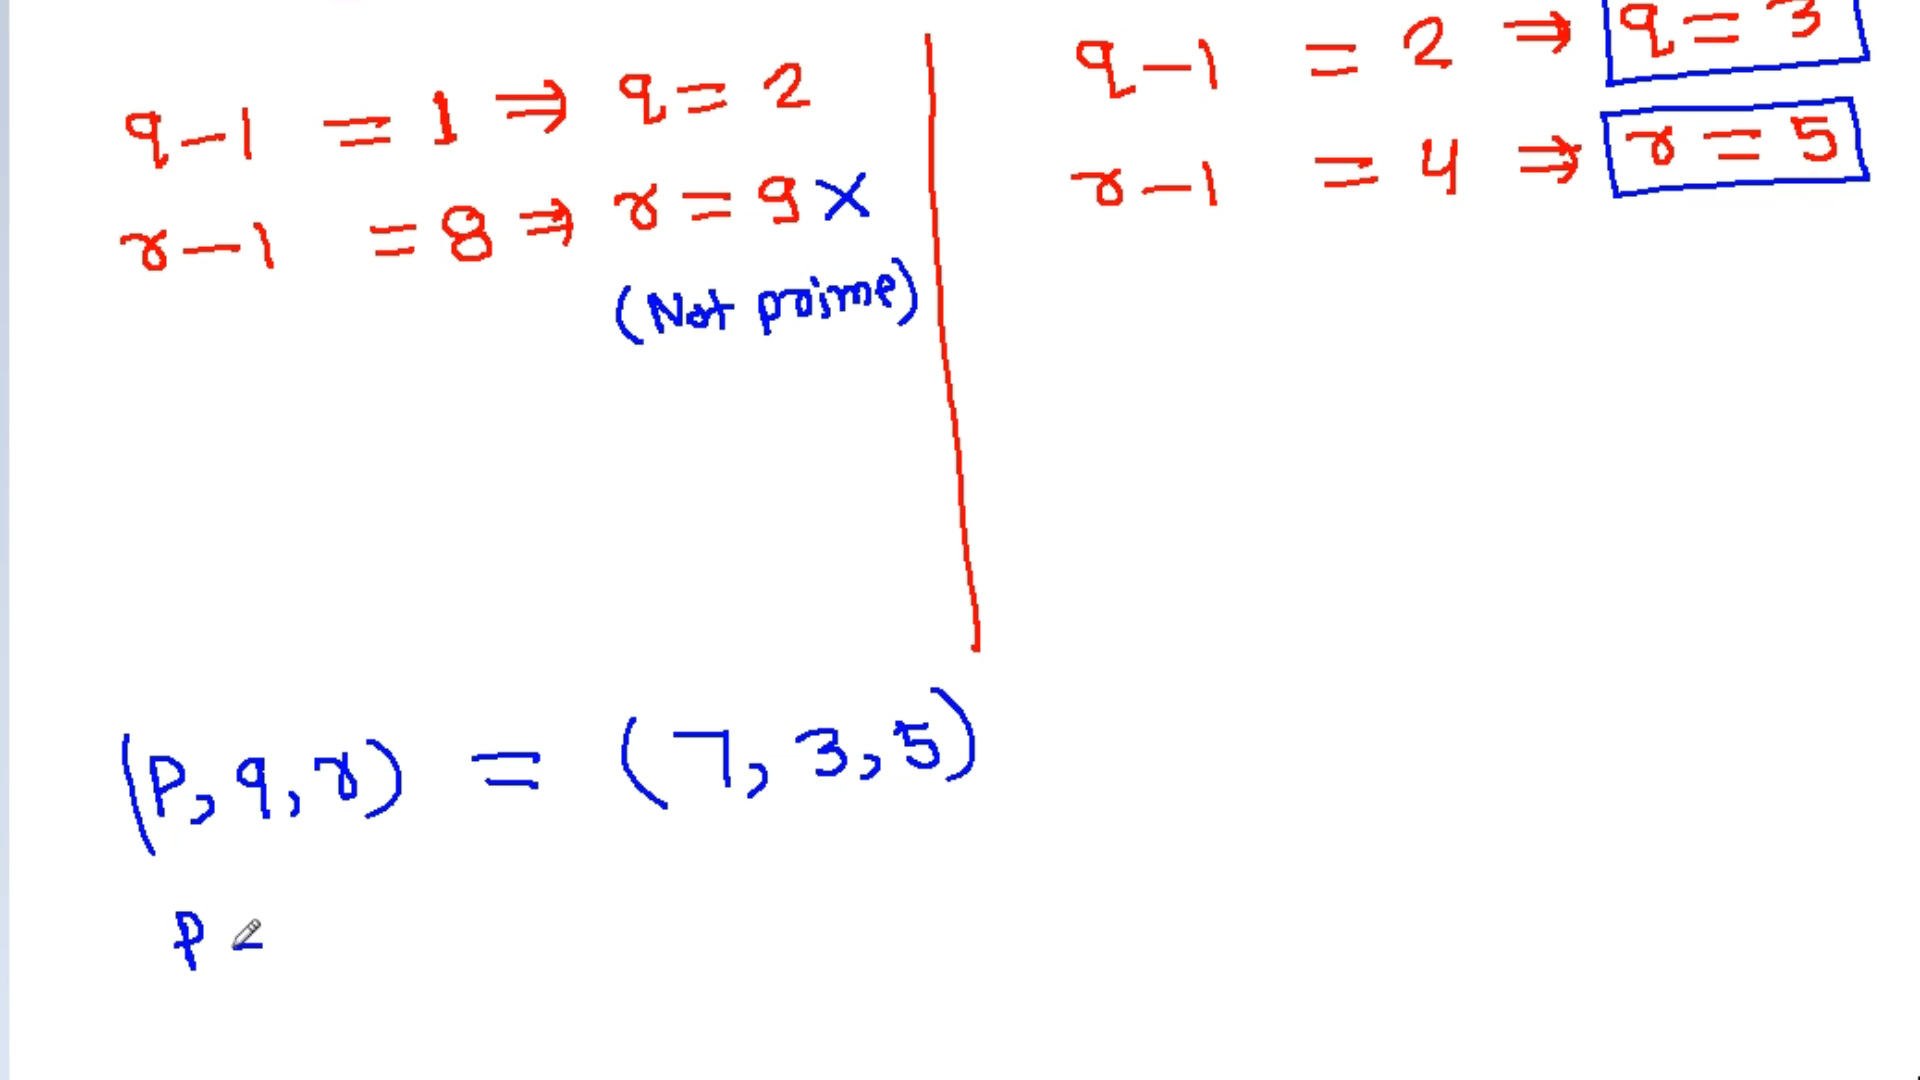 q-1 = 1 ⇒ q = 2
r-1 = 8 ⇒ r = 9 ×
(Not prime)
q-1 = 2 ⇒ q = 3
r-1 = 4 ⇒ r = 5
(P, q, r) = (7, 3, 5)
P